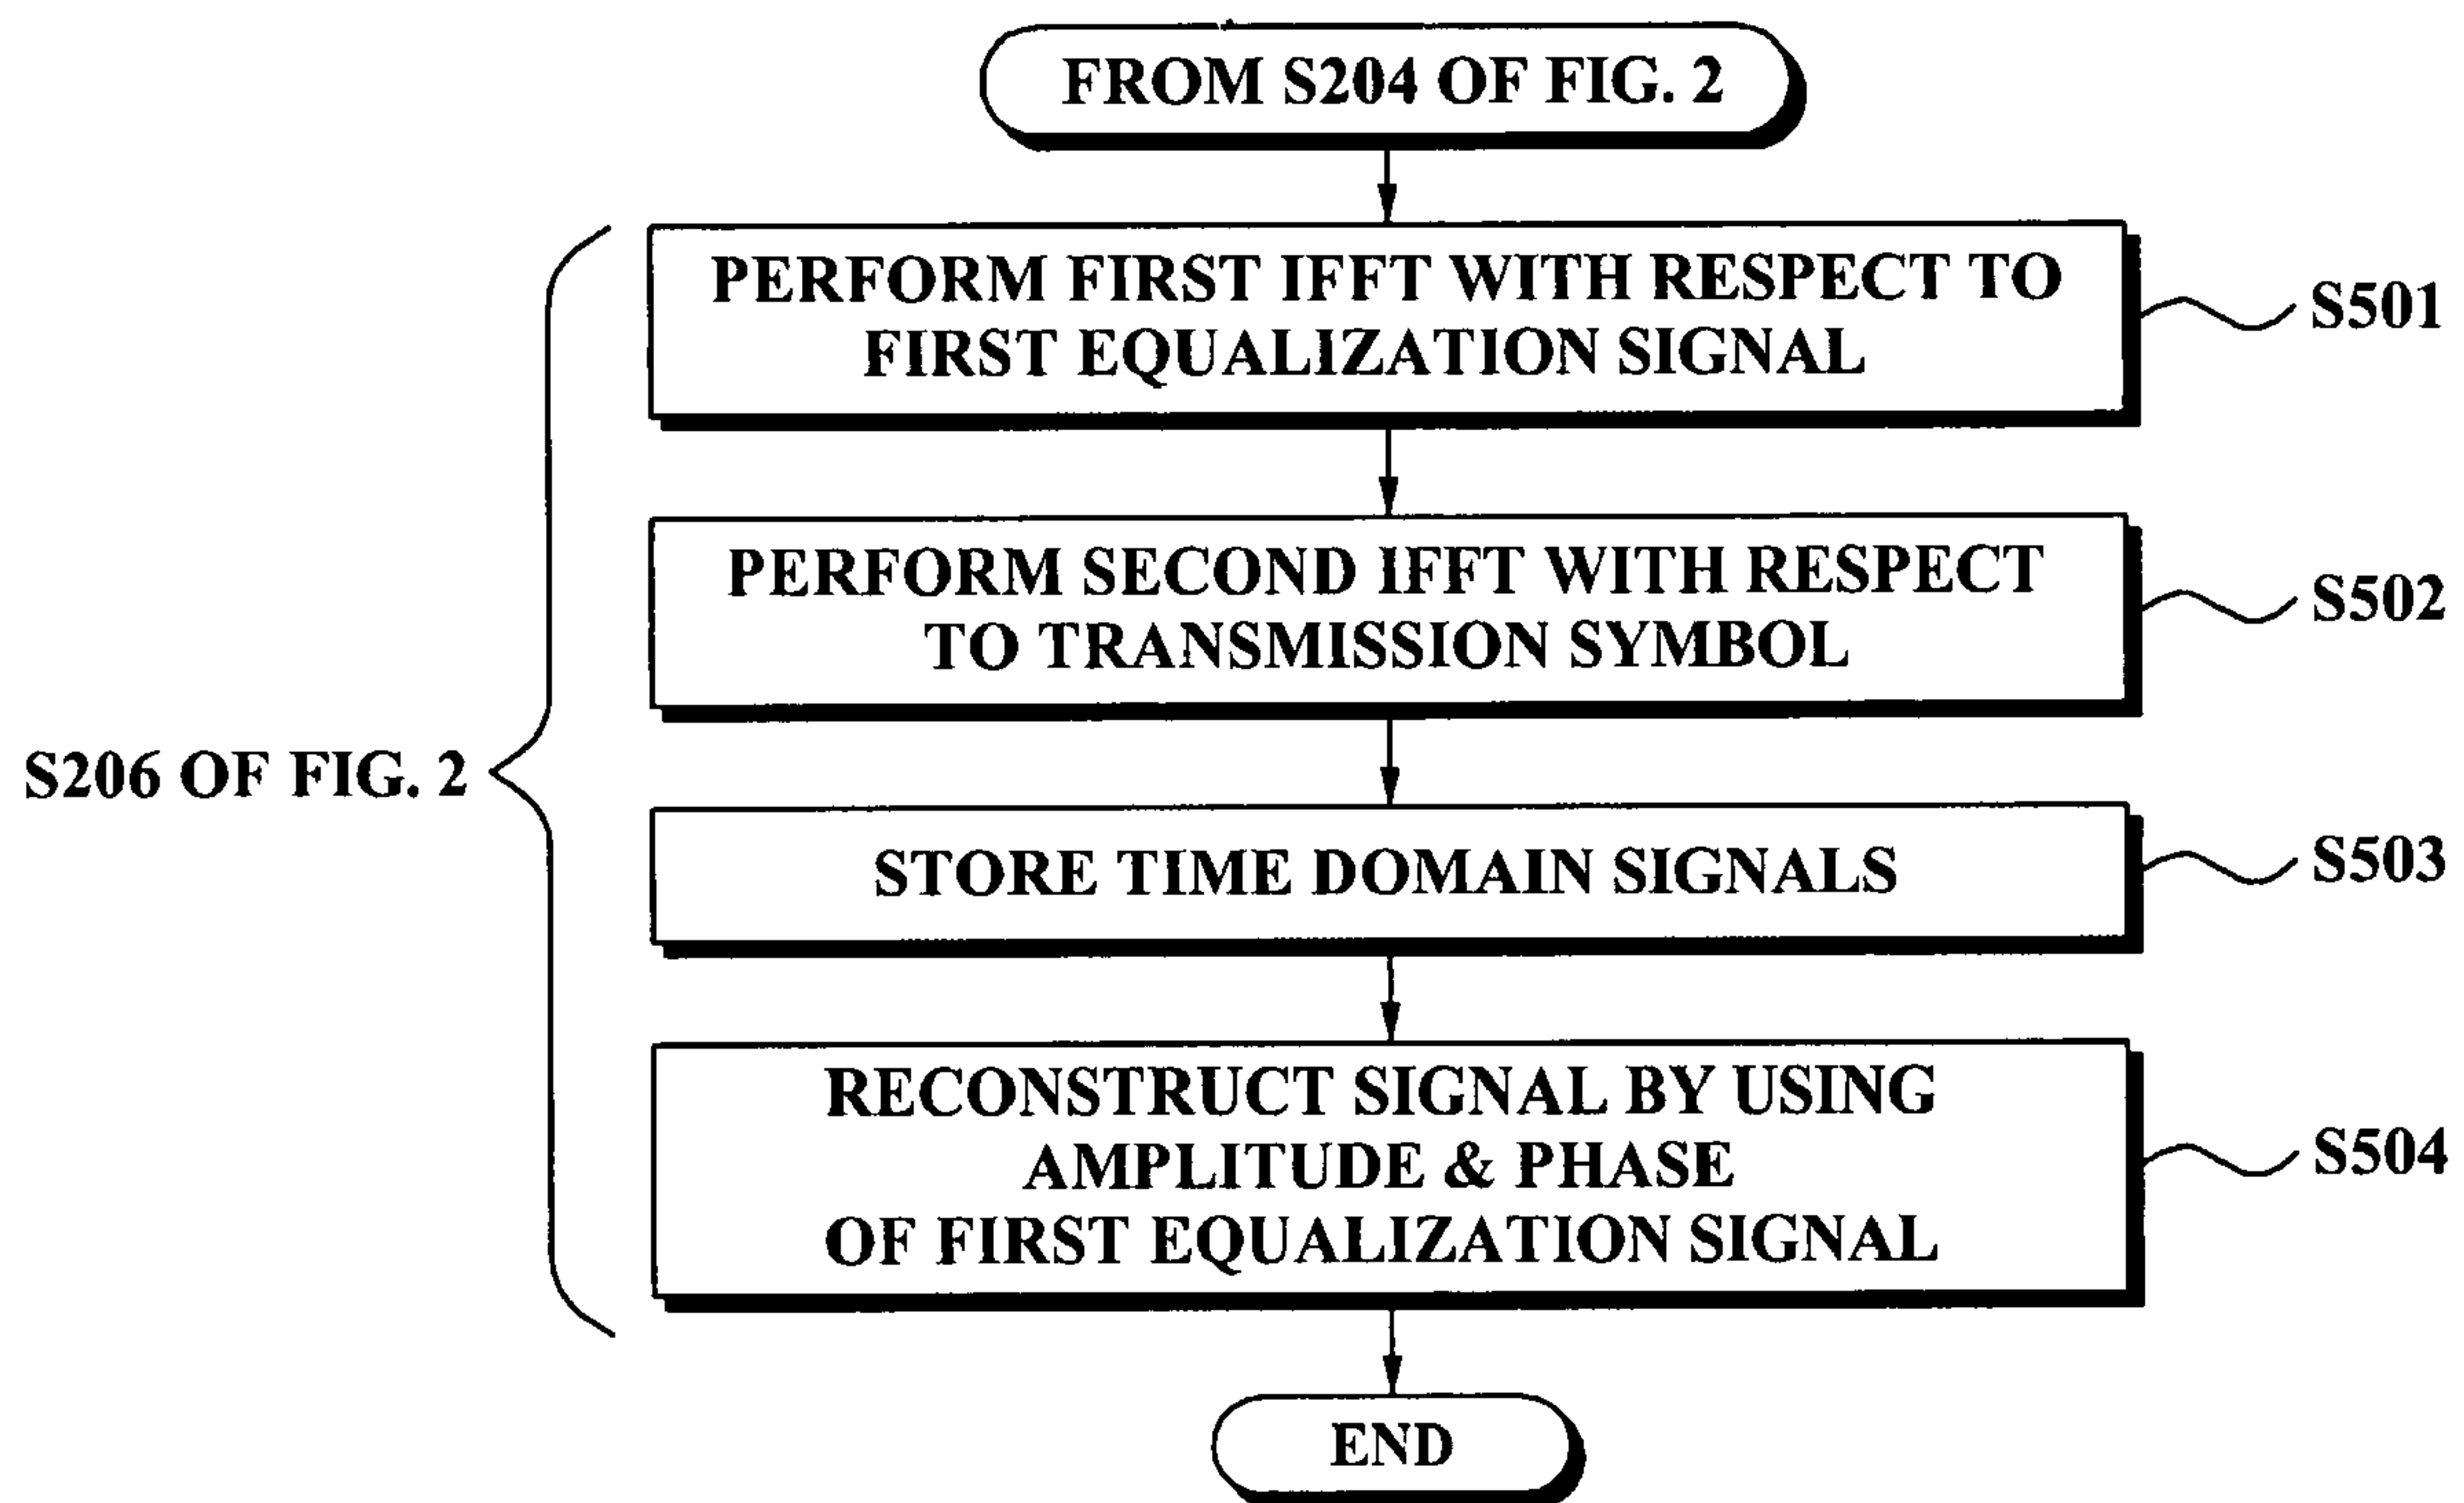 FROM S204 OF FIG. 2
PERFORM FIRST IFFT WITH RESPECT TO
FIRST EQUALIZATION SIGNAL
S501
PERFORM SECOND IFFT WITH RESPECT
TO TRANSMISSION SYMBOL
S502
S206 OF FIG. 2
STORE TIME DOMAIN SIGNALS
S503
RECONSTRUCT SIGNAL BY USING
AMPLITUDE & PHASE
OF FIRST EQUALIZATION SIGNAL
S504
END